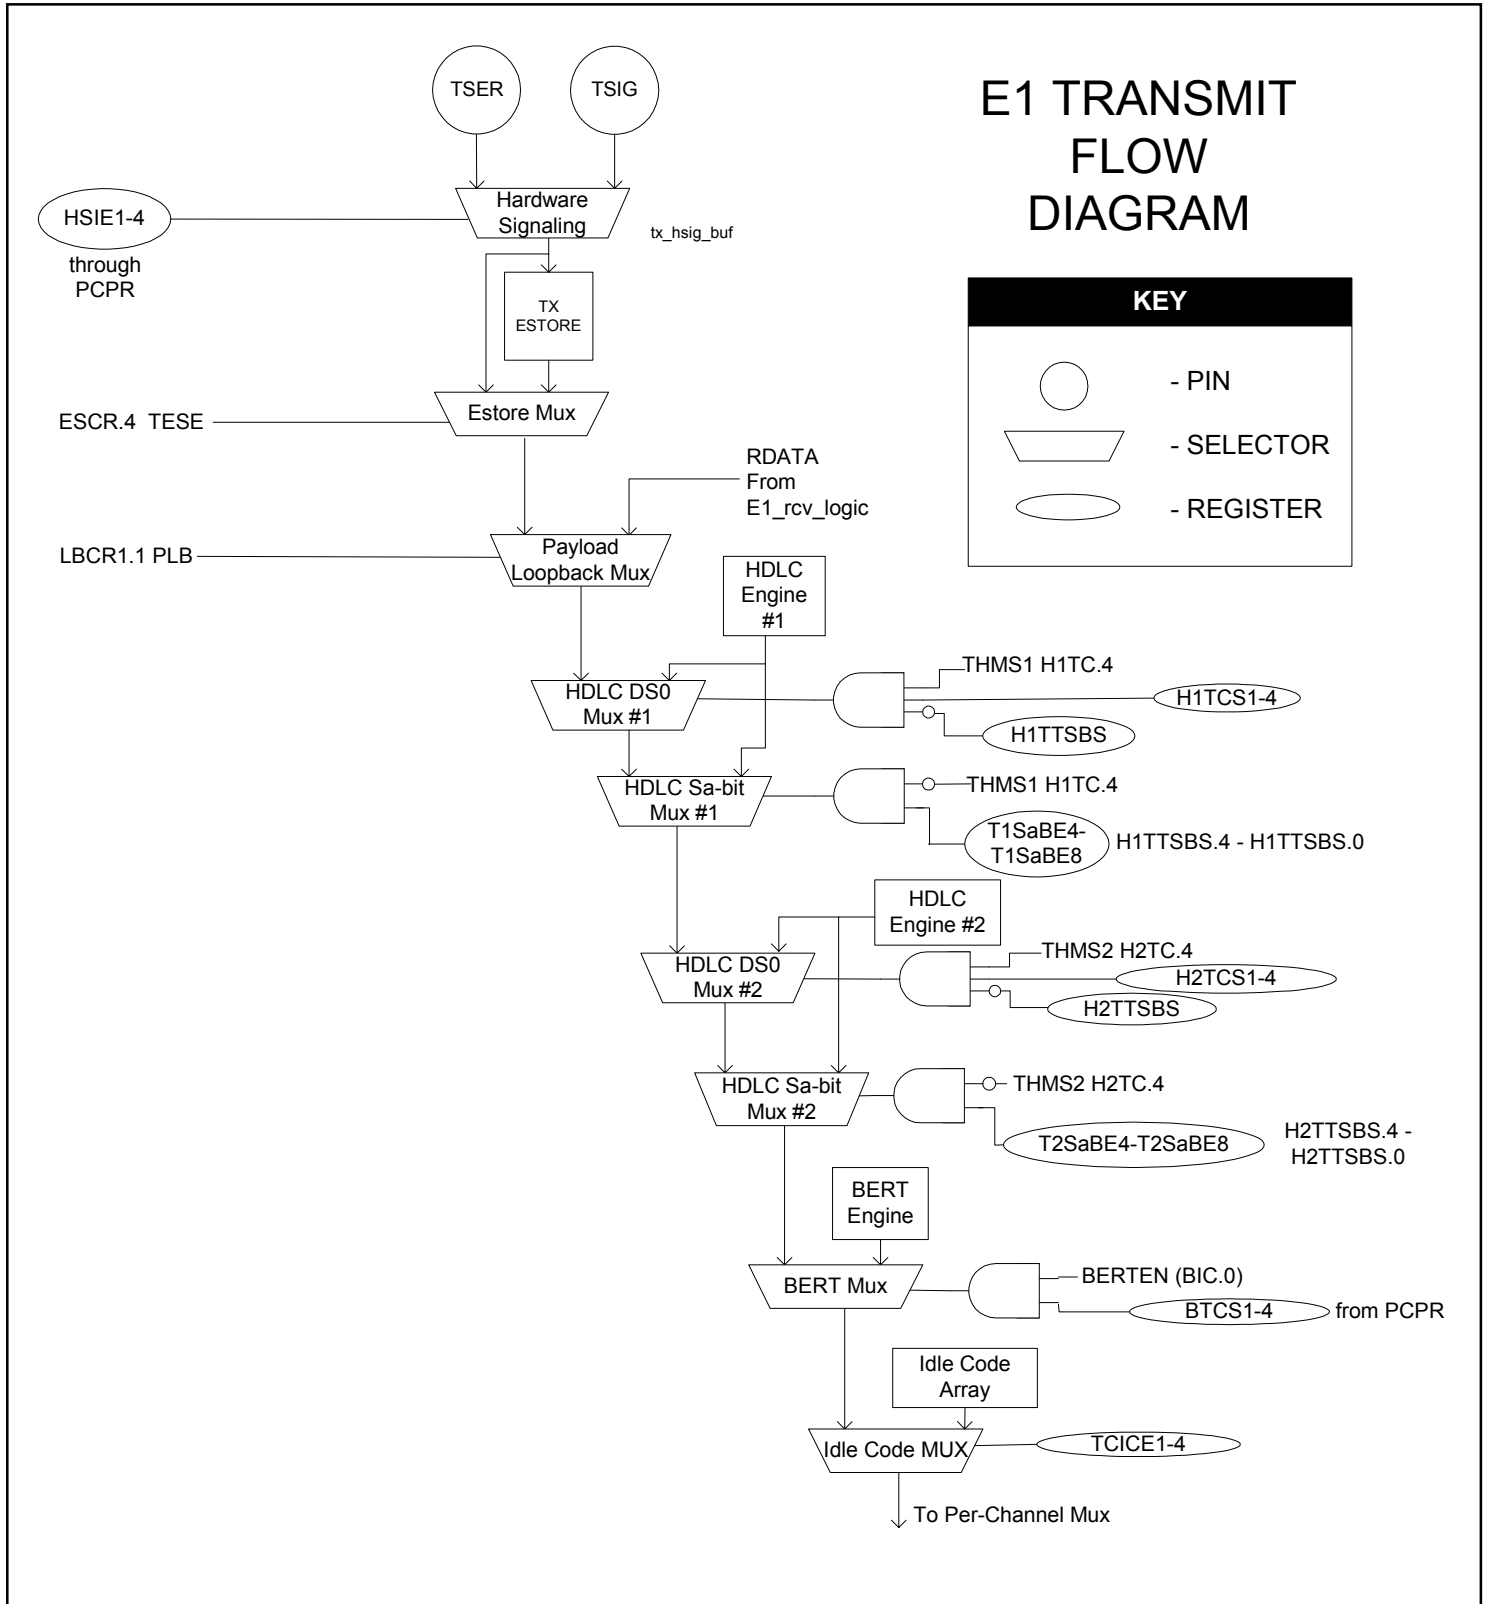 TSER
TSIG
E1 TRANSMIT
FLOW
DIAGRAM
Hardware
Signaling
HSIE1-4
tx_hsig_buf
through
PCPR
KEY
TX
ESTORE
- PIN
Estore Mux
ESCR.4 TESE
- SELECTOR
RDATA
From
E1_rcv_logic
- REGISTER
Payload
Loopback Mux
LBCR1.1 PLB
HDLC
Engine
#1
THMS1 H1TC.4
HDLC DS0
Mux #1
H1TCS1-4
H1TTSBS
HDLC Sa-bit
Mux #1
THMS1 H1TC.4
T1SaBE4-
T1SaBE8
H1TTSBS.4 - H1TTSBS.0
HDLC
Engine #2
THMS2 H2TC.4
HDLC DS0
Mux #2
H2TCS1-4
H2TTSBS
HDLC Sa-bit
Mux #2
THMS2 H2TC.4
T2SaBE4-T2SaBE8
H2TTSBS.4 -
H2TTSBS.0
BERT
Engine
BERT Mux
BERTEN (BIC.0)
BTCS1-4
from PCPR
Idle Code
Array
Idle Code MUX
TCICE1-4
To Per-Channel Mux